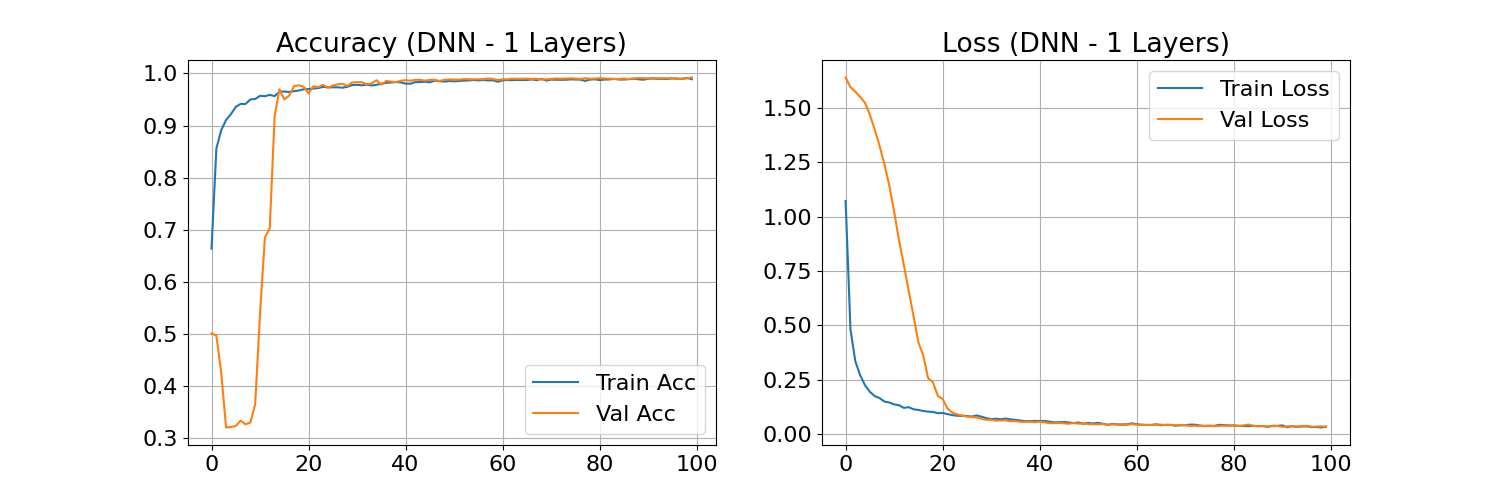 Accuracy (DNN - 1 Layers)
1.0
0.9
0.8
0.7
0.6
0.5
0.4
0.3
0 20 40 60 80 100
Train Acc
Val Acc
Loss (DNN - 1 Layers)
1.50
1.25
1.00
0.75
0.50
0.25
0.00
0 20 40 60 80 100
Train Loss
Val Loss